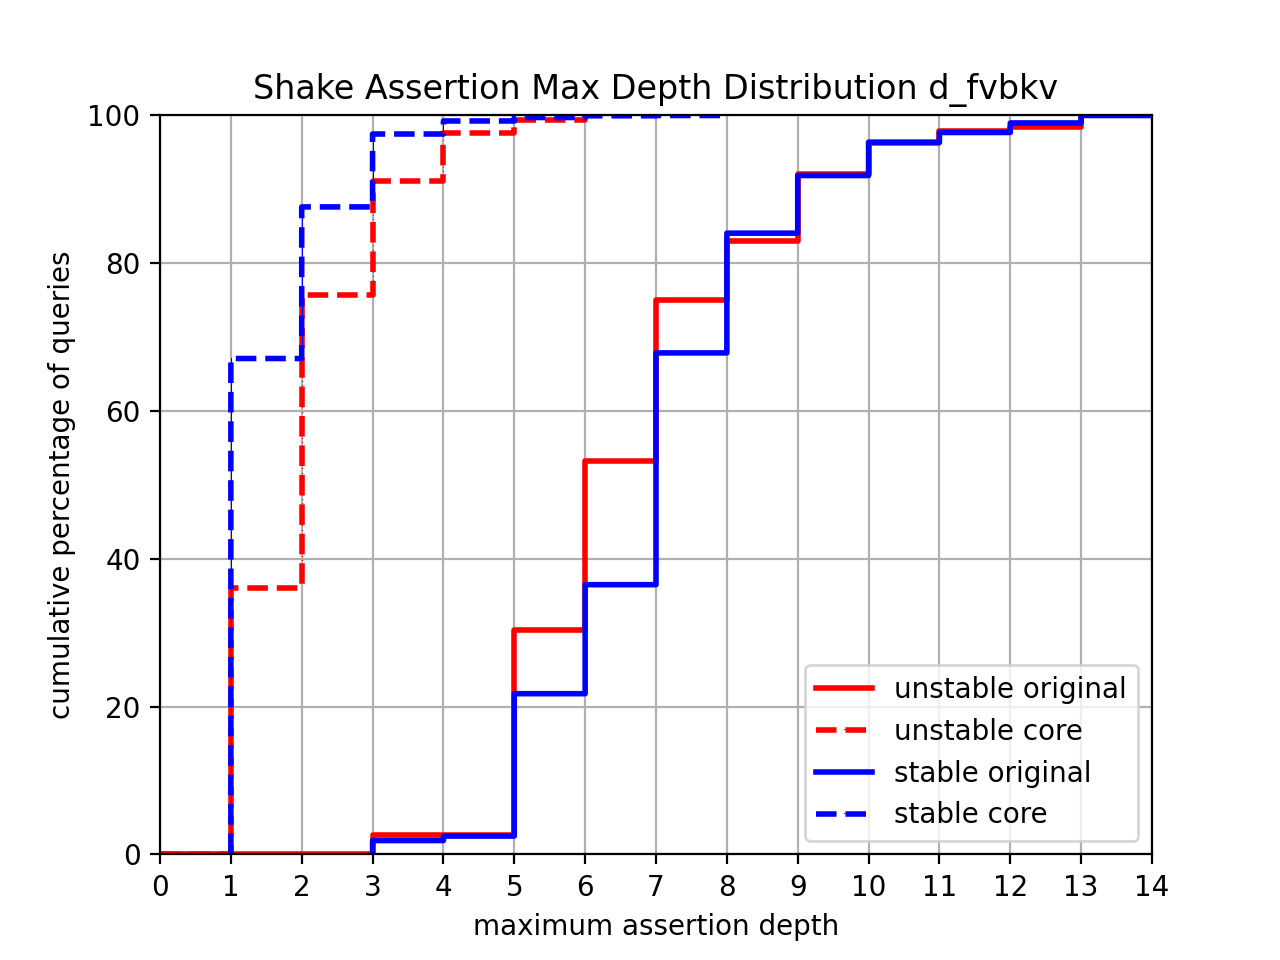 Shake Assertion Max Depth Distribution d_fvbkv
cumulative percentage of queries
100
80
60
40
20
0
0 1 2 3 4 5 6 7 8 9 10 11 12 13 14
maximum assertion depth
unstable original
unstable core
stable original
stable core